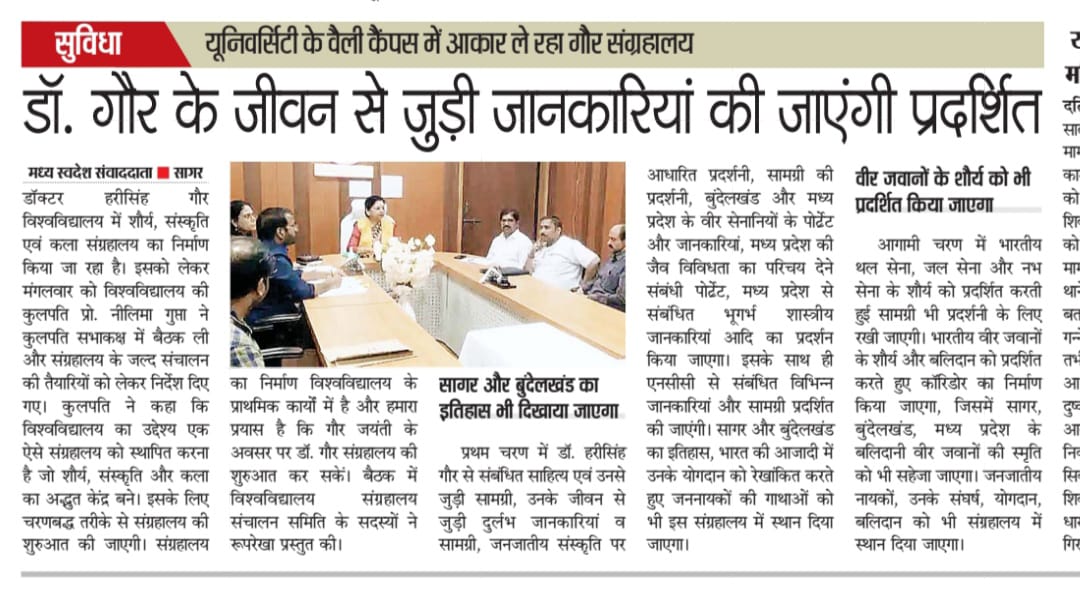 सुविधा
यूनिवर्सिटी के वैली कैंपस में आकार ले रहा गौर संग्रहालय
डॉ. गौर के जीवन से जुड़ी जानकारियां की जाएंगी प्रदर्शित
मध्य स्वदेश संवाददाता ■ सागर
डॉक्टर हरीसिंह गौर
विश्वविद्यालय में शौर्य, संस्कृति
एवं कला संग्रहालय का निर्माण
किया जा रहा है। इसको लेकर
मंगलवार को विश्वविद्यालय की
कुलपति प्रो. नीलिमा गुप्ता ने
कुलपति सभाकक्ष में बैठक ली
और संग्रहालय के जल्द संचालन
की तैयारियों को लेकर निर्देश दिए
गए। कुलपति ने कहा कि
विश्वविद्यालय का उद्देश्य एक
ऐसे संग्रहालय को स्थापित करना
है जो शौर्य, संस्कृति और कला
का अद्भुत केंद्र बने। इसके लिए
चरणबद्ध तरीके से संग्रहालय की
शुरुआत की जाएगी। संग्रहालय
का निर्माण विश्वविद्यालय के
प्राथमिक कार्यों में है और हमारा
प्रयास है कि गौर जयंती के
अवसर पर डॉ. गौर संग्रहालय की
शुरुआत कर सकें। बैठक में
विश्वविद्यालय संग्रहालय
संचालन समिति के सदस्यों ने
रूपरेखा प्रस्तुत की।
सागर और बुंदेलखंड का
इतिहास भी दिखाया जाएगा
प्रथम चरण में डॉ. हरीसिंह
गौर से संबंधित साहित्य एवं उनसे
जुड़ी सामग्री, उनके जीवन से
जुड़ी दुर्लभ जानकारियां व
सामग्री, जनजातीय संस्कृति पर
आधारित प्रदर्शनी, सामग्री की
प्रदर्शनी, बुंदेलखंड और मध्य
प्रदेश के वीर सेनानियों के पोर्टेट
और जानकारियां, मध्य प्रदेश की
जैव विविधता का परिचय देने
संबंधी पोर्टेट, मध्य प्रदेश से
संबंधित भूगर्भ शास्त्रीय
जानकारियां आदि का प्रदर्शन
किया जाएगा। इसके साथ ही
एनसीसी से संबंधित विभिन्न
जानकारियां और सामग्री प्रदर्शित
की जाएंगी। सागर और बुंदेलखंड
का इतिहास, भारत की आजादी में
उनके योगदान को रेखांकित करते
हुए जननायकों की गाथाओं को
भी इस संग्रहालय में स्थान दिया
जाएगा।
वीर जवानों के शौर्य को भी
प्रदर्शित किया जाएगा
आगामी चरण में भारतीय
थल सेना, जल सेना और नभ
सेना के शौर्य को प्रदर्शित करती
हुई सामग्री भी प्रदर्शनी के लिए
रखी जाएगी। भारतीय वीर जवानों
के शौर्य और बलिदान को प्रदर्शित
करते हुए कॉरिडोर का निर्माण
किया जाएगा, जिसमें सागर,
बुंदेलखंड, मध्य प्रदेश के
बलिदानी वीर जवानों की स्मृति
को भी सहेजा जाएगा। जनजातीय
नायकों, उनके संघर्ष, योगदान,
बलिदान को भी संग्रहालय में
स्थान दिया जाएगा।